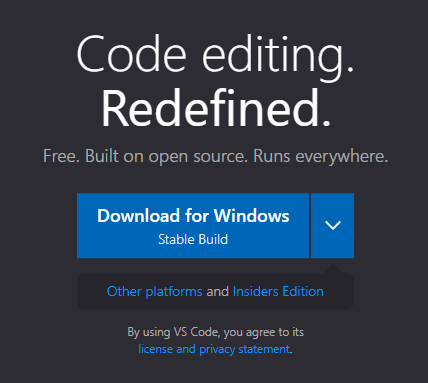 Code editing.
Redefined.
Free. Built on open source. Runs everywhere.
Download for Windows
Stable Build
Other platforms and Insiders Edition
By using VS Code, you agree to its
license and privacy statement.